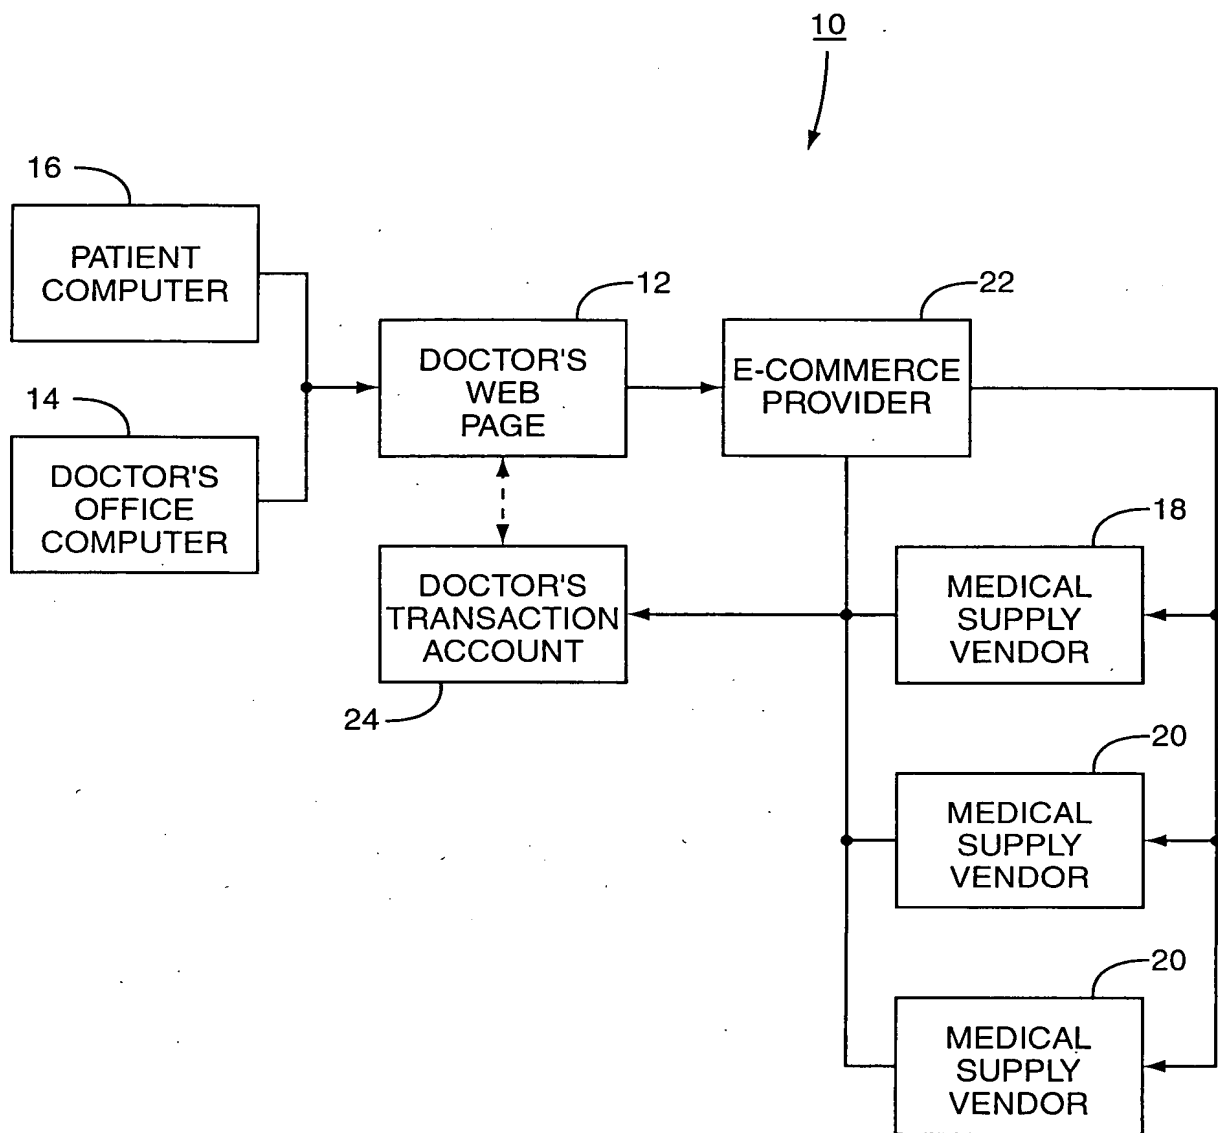 10
16
PATIENT
COMPUTER
14
DOCTOR'S
OFFICE
COMPUTER
12
DOCTOR'S
WEB
PAGE
22
E-COMMERCE
PROVIDER
DOCTOR'S
TRANSACTION
ACCOUNT
24
18
MEDICAL
SUPPLY
VENDOR
20
MEDICAL
SUPPLY
VENDOR
20
MEDICAL
SUPPLY
VENDOR